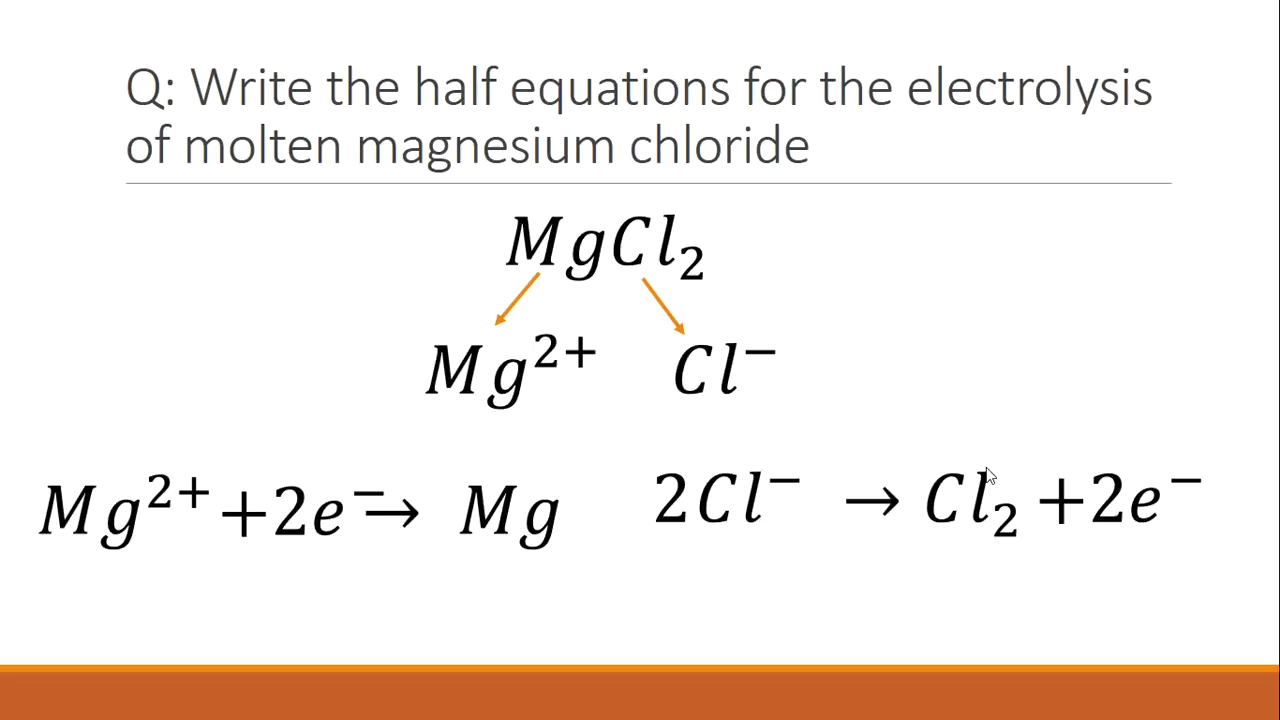 Q: Write the half equations for the electrolysis
of molten magnesium chloride
MgCl₂
Mg²⁺ Cl⁻
Mg²⁺+2e⁻→ Mg 2Cl⁻ → Cl₂ +2e⁻